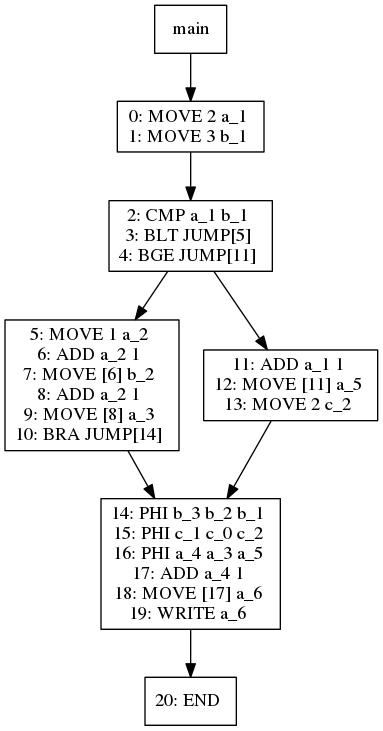 main
0: MOVE 2 a_1
1: MOVE 3 b_1
2: CMP a_1 b_1
3: BLT JUMP[5]
4: BGE JUMP[11]
5: MOVE 1 a_2
6: ADD a_2 1
7: MOVE [6] b_2
8: ADD a_2 1
9: MOVE [8] a_3
10: BRA JUMP[14]
11: ADD a_1 1
12: MOVE [11] a_5
13: MOVE 2 c_2
14: PHI b_3 b_2 b_1
15: PHI c_1 c_0 c_2
16: PHI a_4 a_3 a_5
17: ADD a_4 1
18: MOVE [17] a_6
19: WRITE a_6
20: END